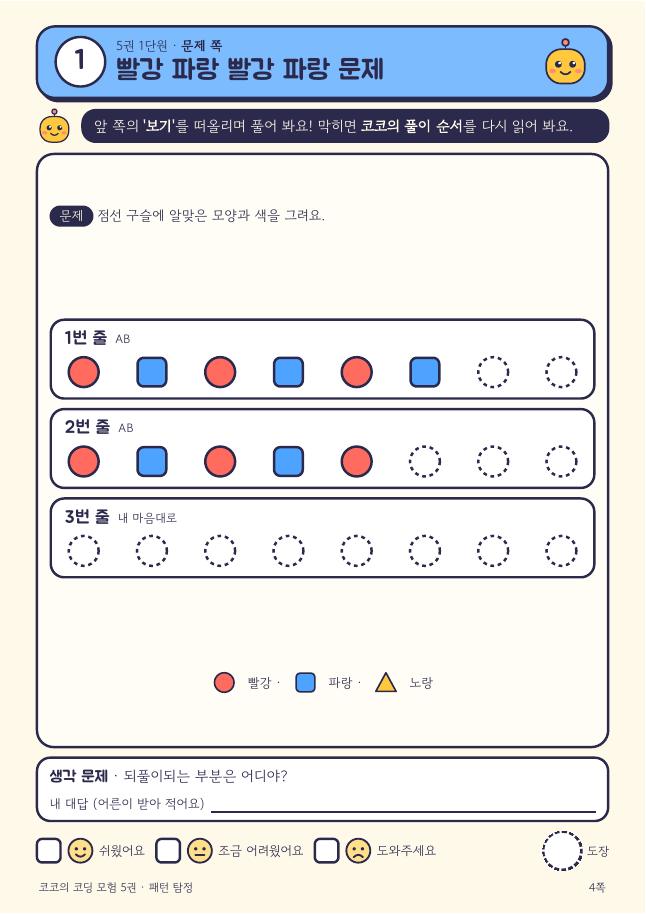 1
5권 1단원 · 문제 쪽
빨강 파랑 빨강 파랑 문제
앞 쪽의 '보기'를 떠올리며 풀어 봐요! 막히면 코코의 풀이 순서를 다시 읽어 봐요.
문제 점선 구슬에 알맞은 모양과 색을 그려요.
1번 줄 AB
2번 줄 AB
3번 줄 내 마음대로
빨강 · 파랑 · 노랑
생각 문제 · 되풀이되는 부분은 어디야?
내 대답 (어른이 받아 적어요)
쉬웠어요 조금 어려웠어요 도와주세요 도장
코코의 코딩 모험 5권 · 패턴 탐정 4쪽